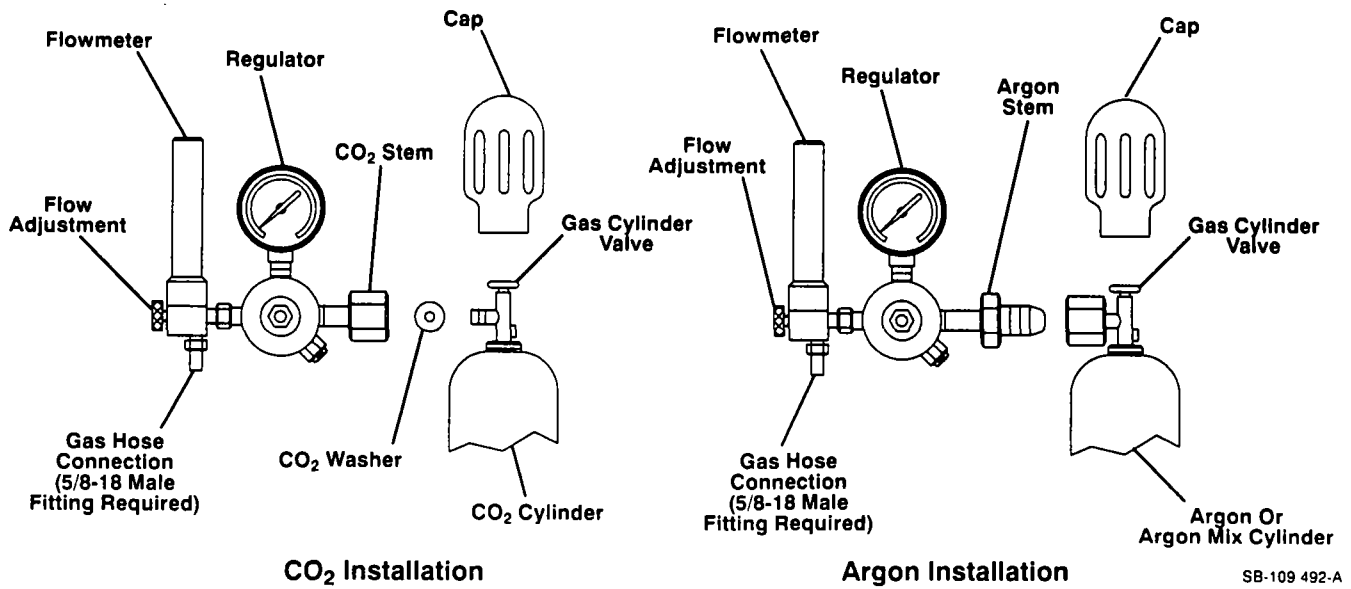 Cap
Flowmeter
Regulator
CO₂ Stem
Flow
Adjustment
Gas Cylinder
Valve
Gas Hose
Connection
(5/8-18 Male
Fitting Required)
CO₂ Washer
CO₂ Cylinder
CO₂ Installation
Cap
Flowmeter
Regulator
Argon
Stem
Flow
Adjustment
Gas Cylinder
Valve
Gas Hose
Connection
(5/8-18 Male
Fitting Required)
Argon Or
Argon Mix Cylinder
Argon Installation
SB-109 492-A